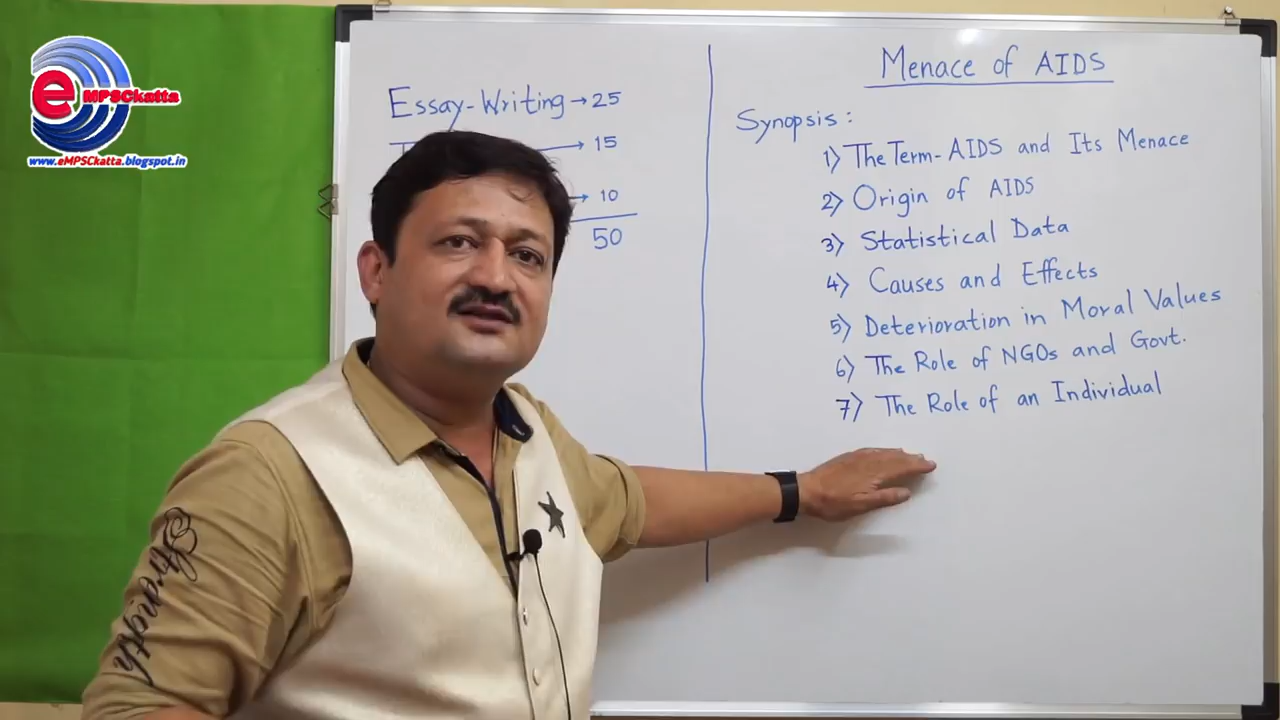 eMPSCkatta
www.eMPSCkatta.blogspot.in
Essay-Writing → 25
→ 15
→ 10
50
Menace of AIDS
Synopsis :
1) The Term-AIDS and Its Menace
2) Origin of AIDS
3) Statistical Data
4) Causes and Effects
5) Deterioration in Moral Values
6) The Role of NGOs and Govt.
7) The Role of an Individual